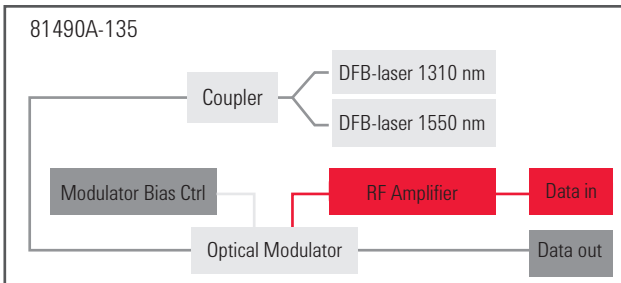 81490A-135
DFB-laser 1310 nm
Coupler
DFB-laser 1550 nm
Modulator Bias Ctrl
RF Amplifier
Data in
Optical Modulator
Data out